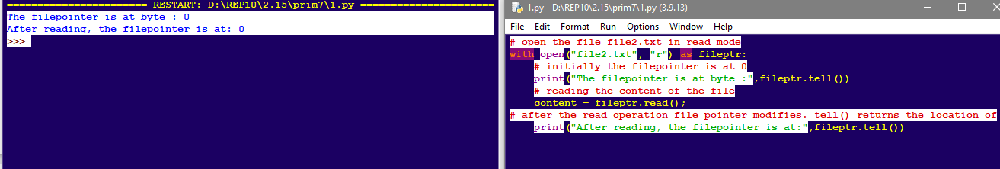 ======================= RESTART: D:\REP10\2.15\prim7\1.py =======================
The filepointer is at byte : 0
After reading, the filepointer is at: 0
>>>
1.py - D:\REP10\2.15\prim7\1.py (3.9.13)
File Edit Format Run Options Window Help
# open the file file2.txt in read mode
with open("file2.txt", "r") as fileptr:
    # initially the filepointer is at 0
    print("The filepointer is at byte :",fileptr.tell())
    # reading the content of the file
    content = fileptr.read();
# after the read operation file pointer modifies. tell() returns the location of
    print("After reading, the filepointer is at:",fileptr.tell())